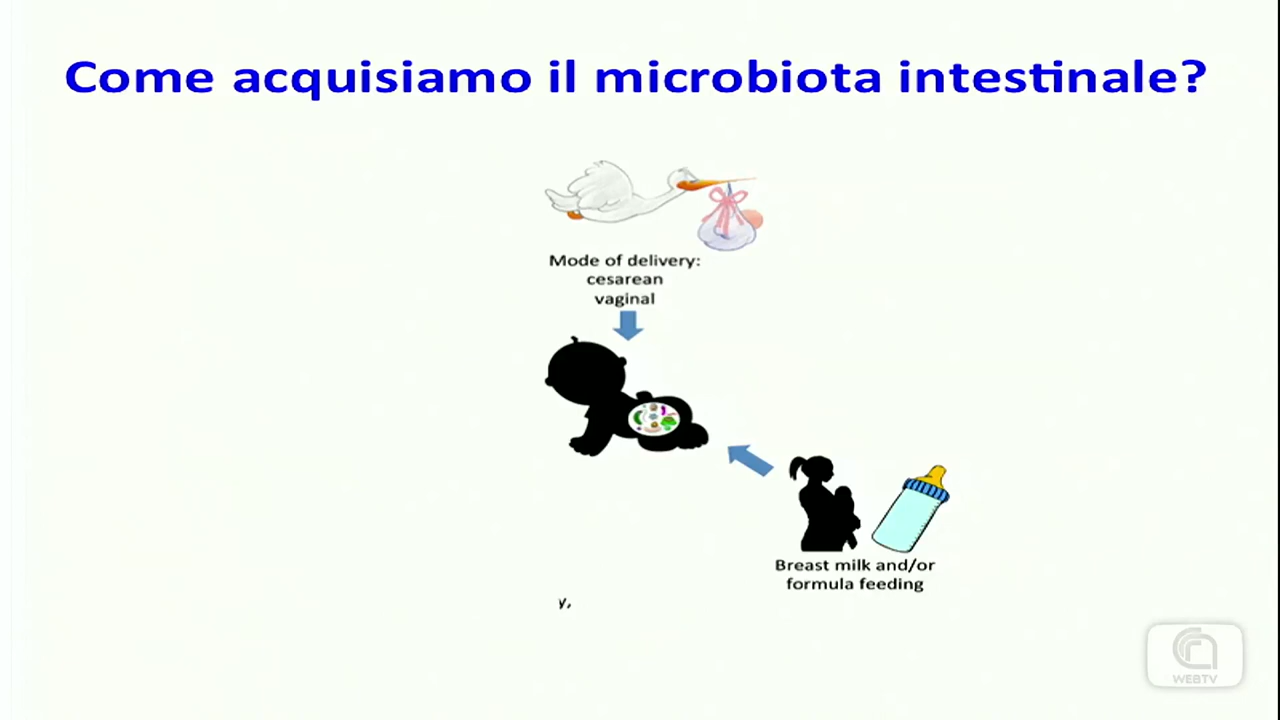 Come acquisiamo il microbiota intestinale?
Mode of delivery:
cesarean
vaginal
Breast milk and/or
formula feeding
y,
WEBTV